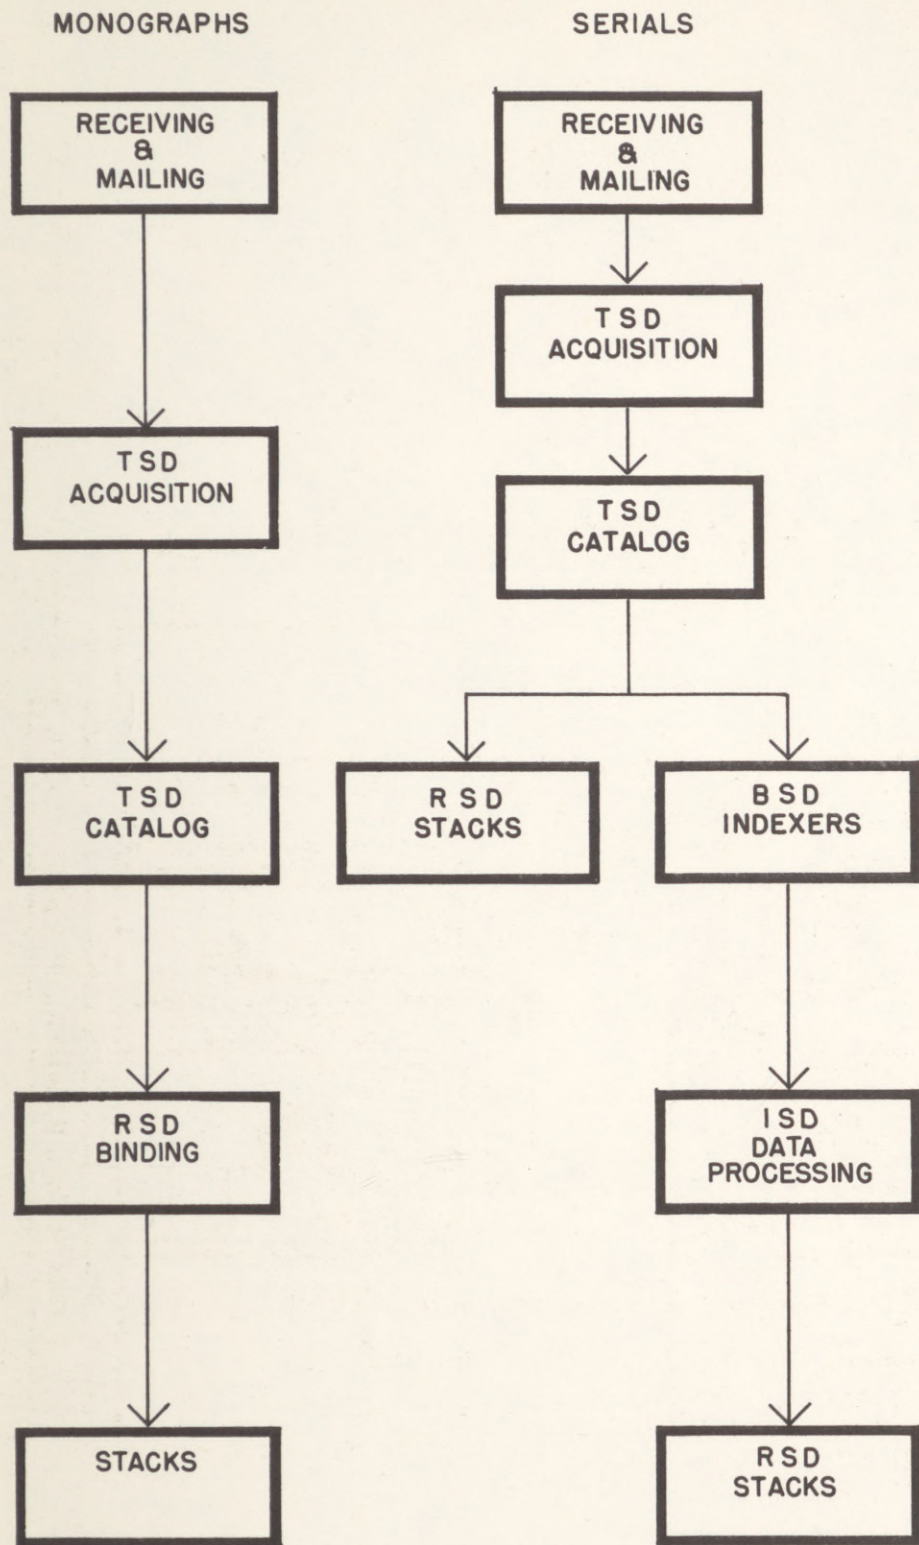 MONOGRAPHS
RECEIVING
&
MAILING
TSD
ACQUISITION
TSD
CATALOG
RSD
BINDING
STACKS
SERIALS
RECEIVING
&
MAILING
TSD
ACQUISITION
TSD
CATALOG
RSD
STACKS
BSD
INDEXERS
ISD
DATA
PROCESSING
RSD
STACKS